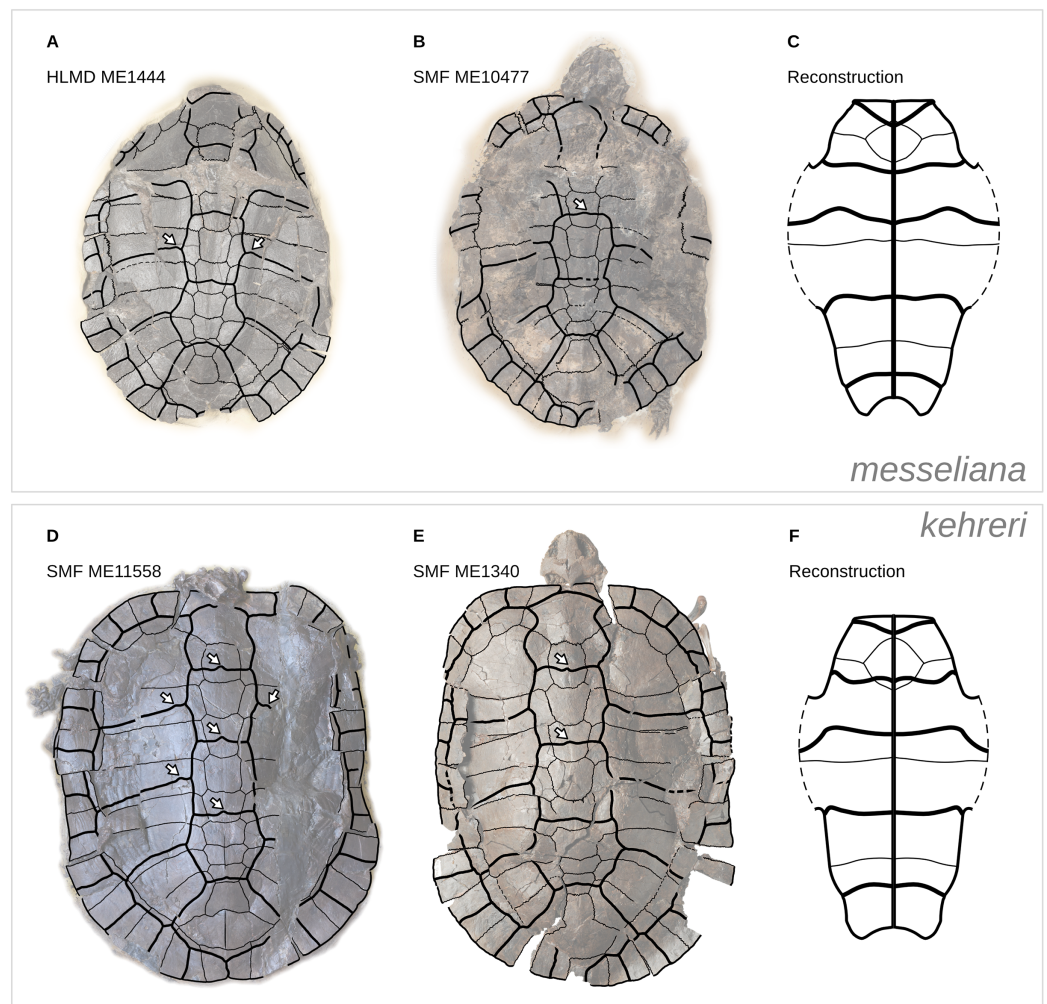 A
HLMD ME1444
B
SMF ME10477
C
Reconstruction
messeliana
kehreri
D
SMF ME11558
E
SMF ME1340
F
Reconstruction